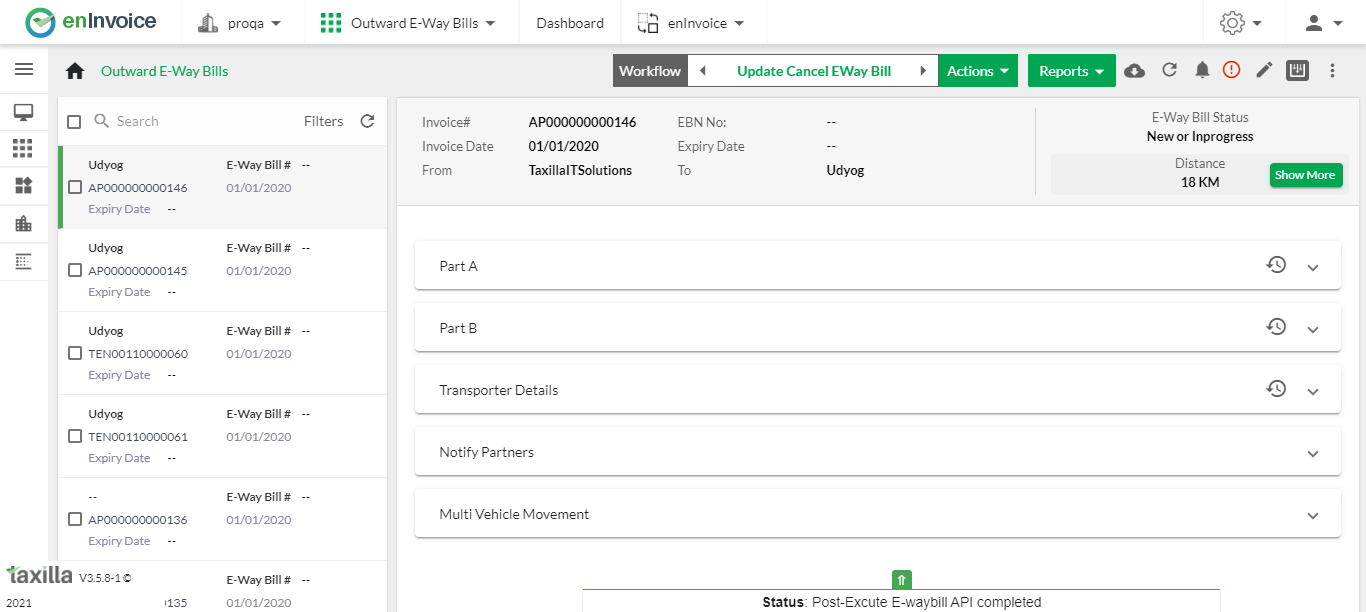 enInvoice
proqa
Outward E-Way Bills
Dashboard
enInvoice
Outward E-Way Bills
Workflow
Update Cancel EWay Bill
Actions
Reports
Search
Filters
Udyog E-Way Bill # --
AP000000000146 01/01/2020
Expiry Date --
Udyog E-Way Bill # --
AP000000000145 01/01/2020
Expiry Date --
Udyog E-Way Bill # --
TEN00110000060 01/01/2020
Expiry Date --
Udyog E-Way Bill # --
TEN00110000061 01/01/2020
Expiry Date --
-- E-Way Bill # --
AP000000000136 01/01/2020
Expiry Date --
E-Way Bill # --
135 01/01/2020
taxilla V3.5.8-1 ©
2021
Invoice# AP000000000146 EBN No: --
Invoice Date 01/01/2020 Expiry Date --
From TaxillaITSolutions To Udyog
E-Way Bill Status
New or Inprogress
Distance
18 KM
Show More
Part A
Part B
Transporter Details
Notify Partners
Multi Vehicle Movement
Status: Post-Excute E-waybill API completed